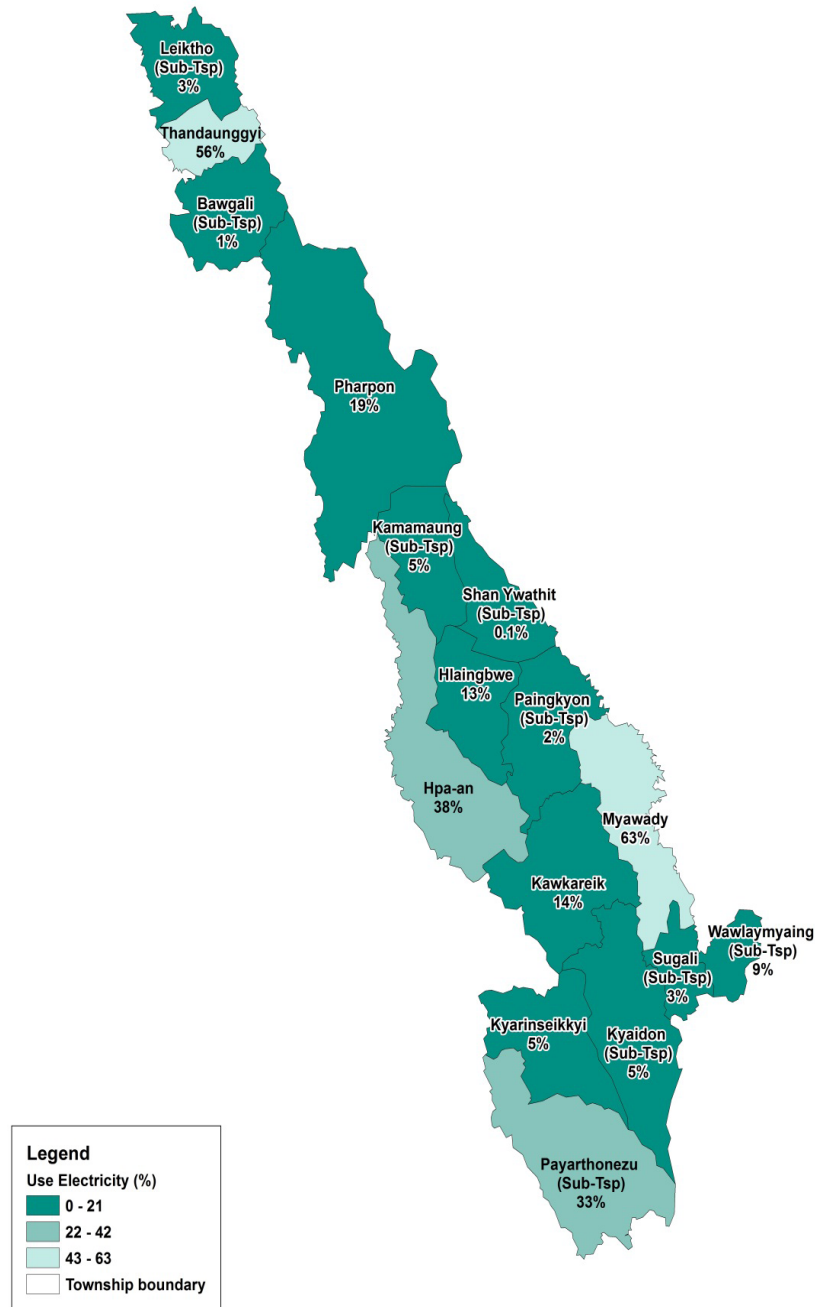 Leiktho
(Sub-Tsp)
3%
Thandaunggyi
56%
Bawgali
(Sub-Tsp)
1%
Pharpon
19%
Kamamaung
(Sub-Tsp)
5%
Shan Ywathit
(Sub-Tsp)
0.1%
Hlaingbwe
13%
Paingkyon
(Sub-Tsp)
2%
Hpa-an
38%
Myawady
63%
Kawkareik
14%
Wawlaymyaing
(Sub-Tsp)
9%
Sugali
(Sub-Tsp)
3%
Kyarinseikkyi
5%
Kyaidon
(Sub-Tsp)
5%
Payarthonezu
(Sub-Tsp)
33%
Legend
Use Electricity (%)
0 - 21
22 - 42
43 - 63
Township boundary